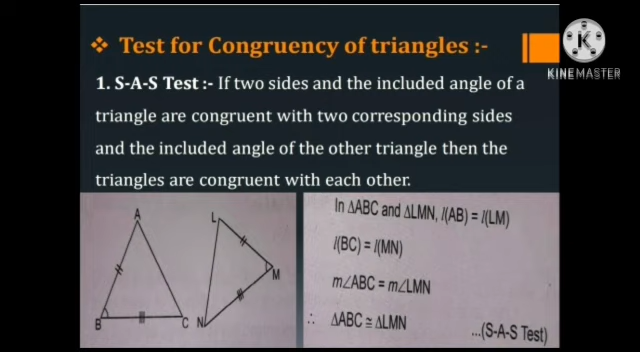 ❖ Test for Congruency of triangles :-
K
KINEMASTER
1. S-A-S Test :- If two sides and the included angle of a
triangle are congruent with two corresponding sides
and the included angle of the other triangle then the
triangles are congruent with each other.
A
B
C
L
M
N
In ΔABC and ΔLMN, l(AB) = l(LM)
l(BC) = l(MN)
m∠ABC = m∠LMN
∴ ΔABC ≅ ΔLMN ...(S-A-S Test)